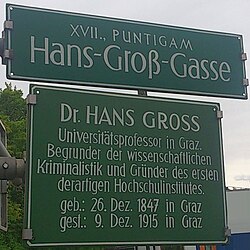 XVII., PUNTIGAM
Hans-Groß-Gasse
Dr. HANS GROSS
Universitätsprofessor in Graz.
Begründer der wissenschaftlichen
Kriminalistik und Gründer des ersten
derartigen Hochschulinstitutes.
geb.: 26. Dez. 1847 in Graz
gest.: 9. Dez. 1915 in Graz